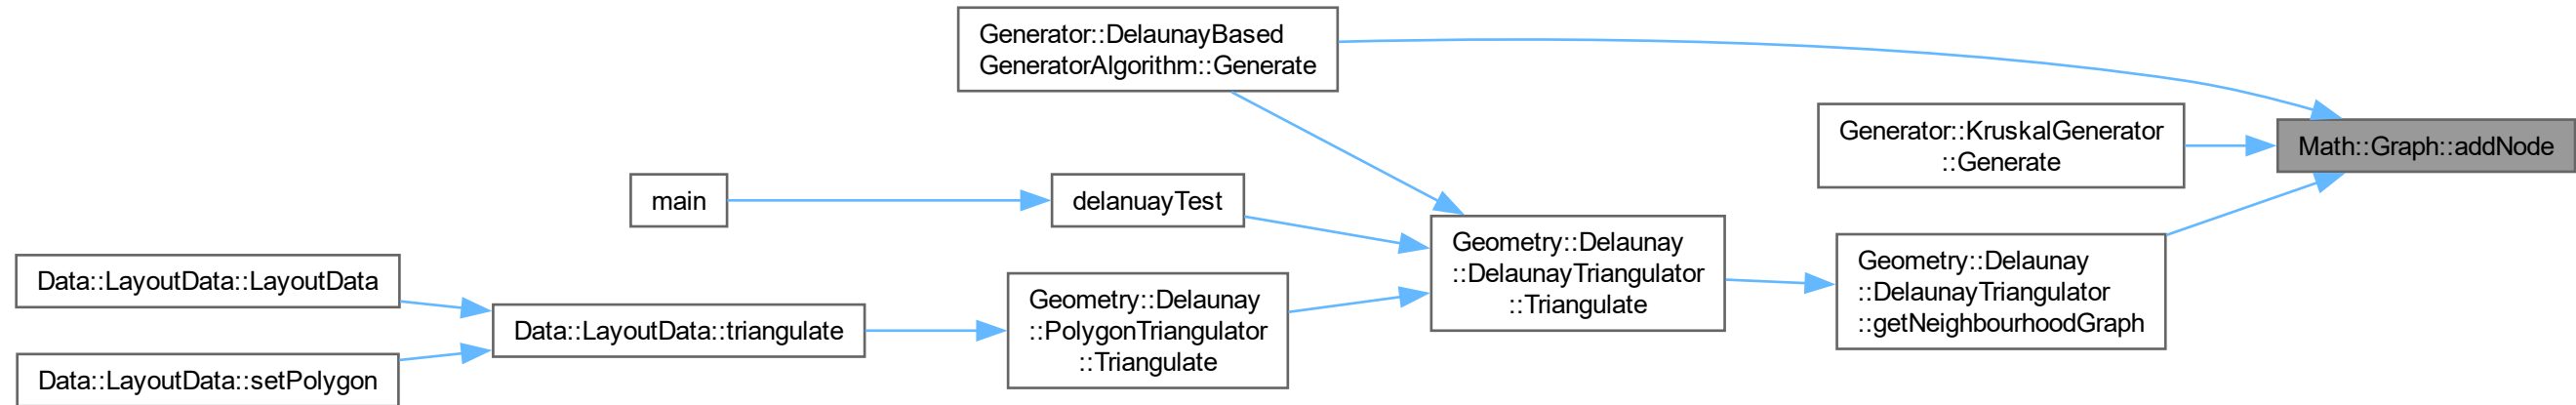 Generator::DelaunayBased
GeneratorAlgorithm::Generate
Generator::KruskalGenerator
::Generate
Math::Graph::addNode
main
delanuayTest
Geometry::Delaunay
::DelaunayTriangulator
::Triangulate
Geometry::Delaunay
::DelaunayTriangulator
::getNeighbourhoodGraph
Data::LayoutData::LayoutData
Data::LayoutData::triangulate
Geometry::Delaunay
::PolygonTriangulator
::Triangulate
Data::LayoutData::setPolygon